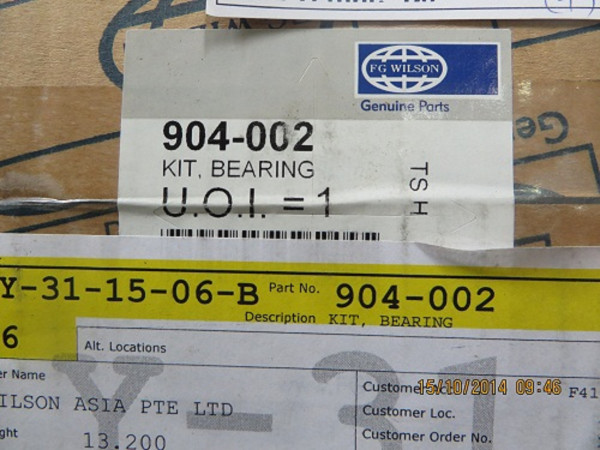 FG WILSON
Genuine Parts
904-002
KIT, BEARING
U.O.I. = 1
TSH
Y-31-15-06-B Part No. 904-002
Description KIT, BEARING
6
Alt. Locations
Y-31
er Name
ILSON ASIA PTE LTD
ght
13.200
Customer
15/10/2014 09:46
F41
Customer Loc.
Customer Order No.